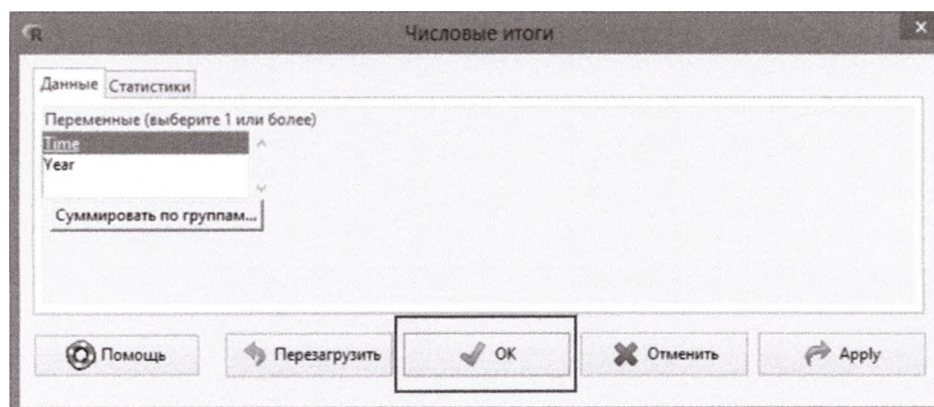 R
Числовые итоги
Данные Статистики
Переменные (выберите 1 или более)
Time
Year
Суммировать по группам...
Помощь Перезагрузить OK Отменить Apply